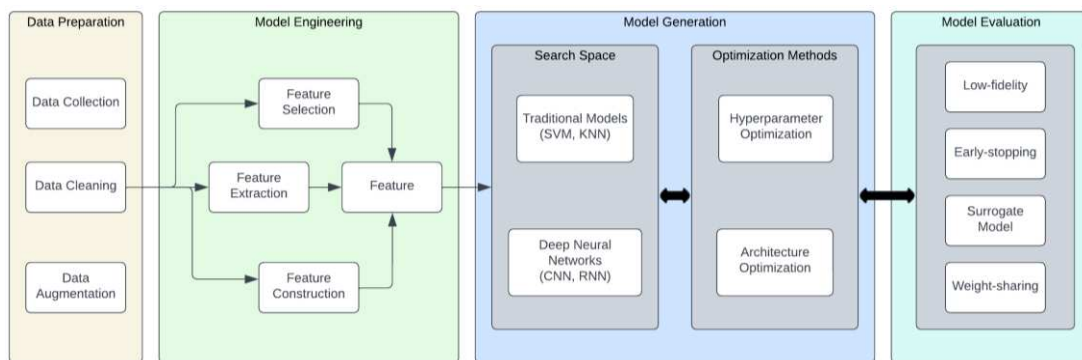 Data Preparation
Data Collection
Data Cleaning
Data
Augmentation
Model Engineering
Feature
Selection
Feature
Extraction
Feature
Feature
Construction
Model Generation
Search Space
Traditional Models
(SVM, KNN)
Deep Neural
Networks
(CNN, RNN)
Optimization Methods
Hyperparameter
Optimization
Architecture
Optimization
Model Evaluation
Low-fidelity
Early-stopping
Surrogate
Model
Weight-sharing